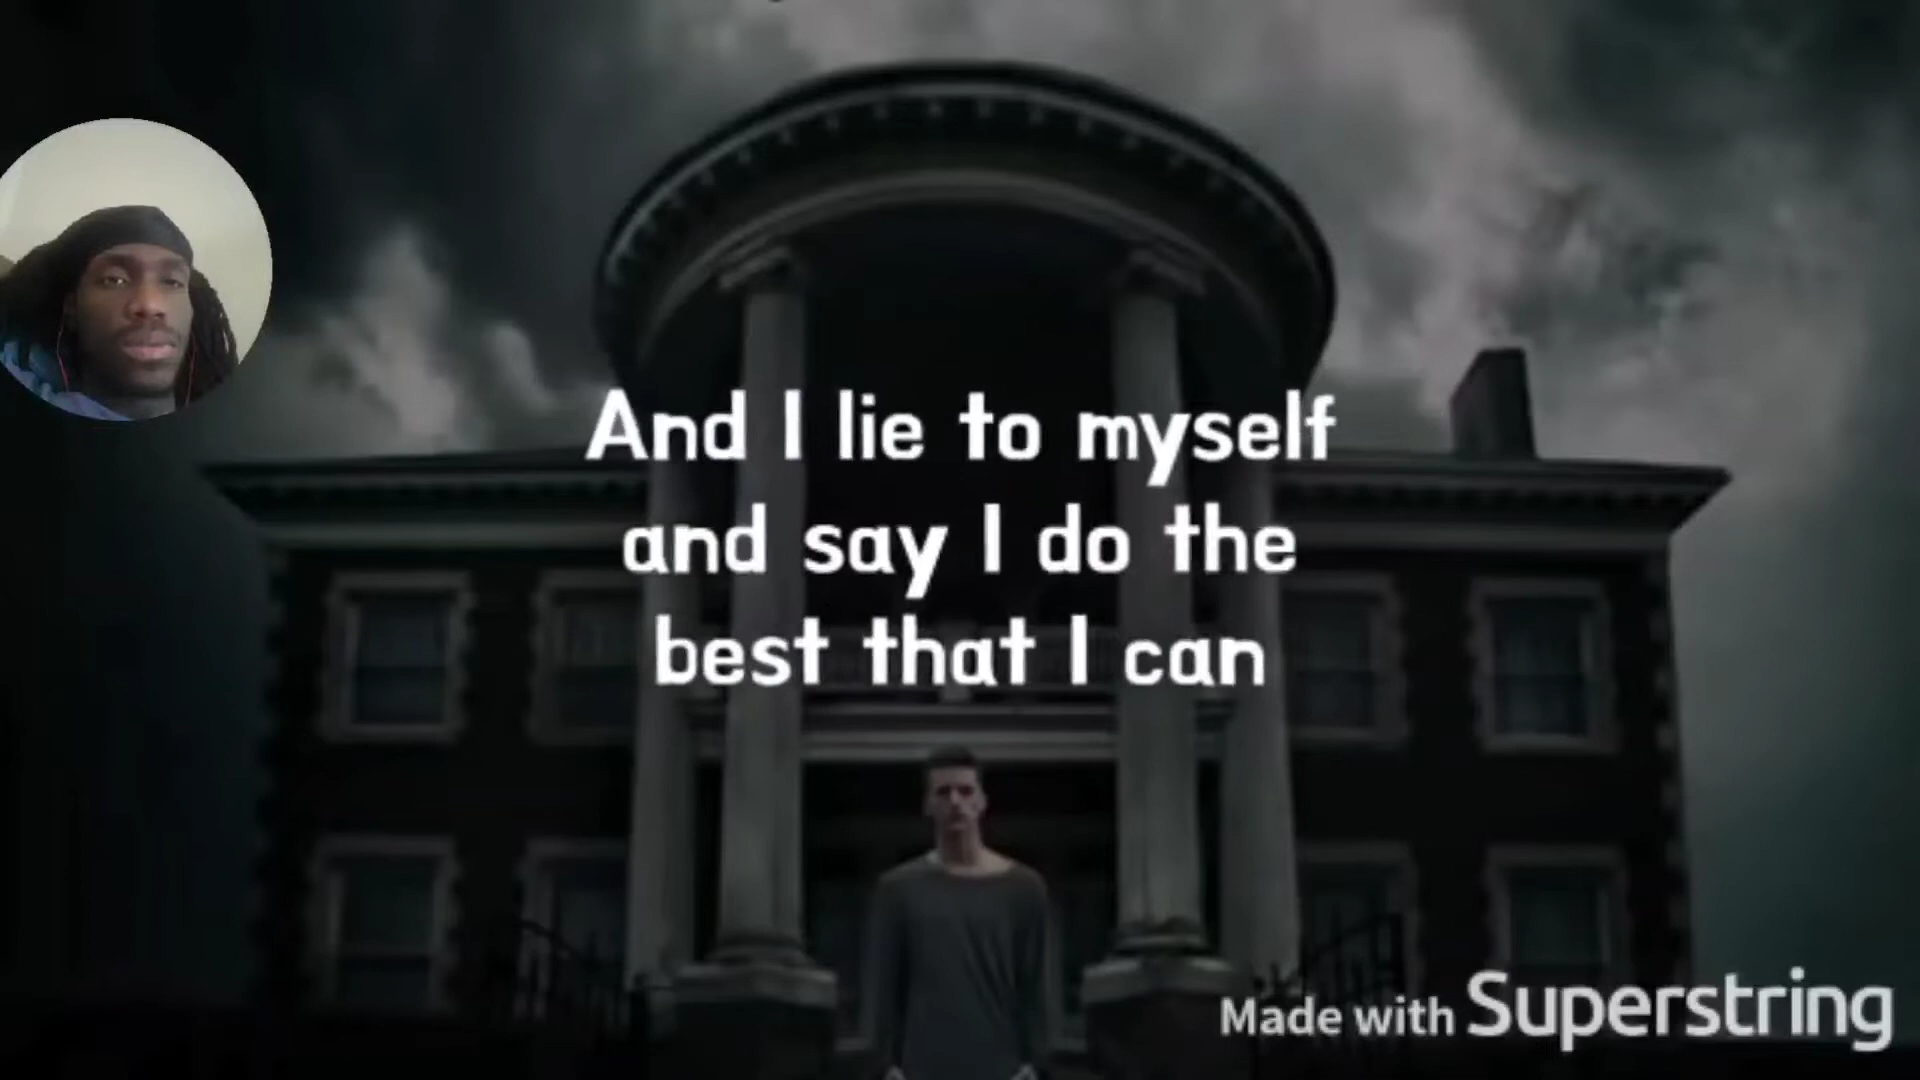 And I lie to myself
and say I do the
best that I can
Made with Superstring